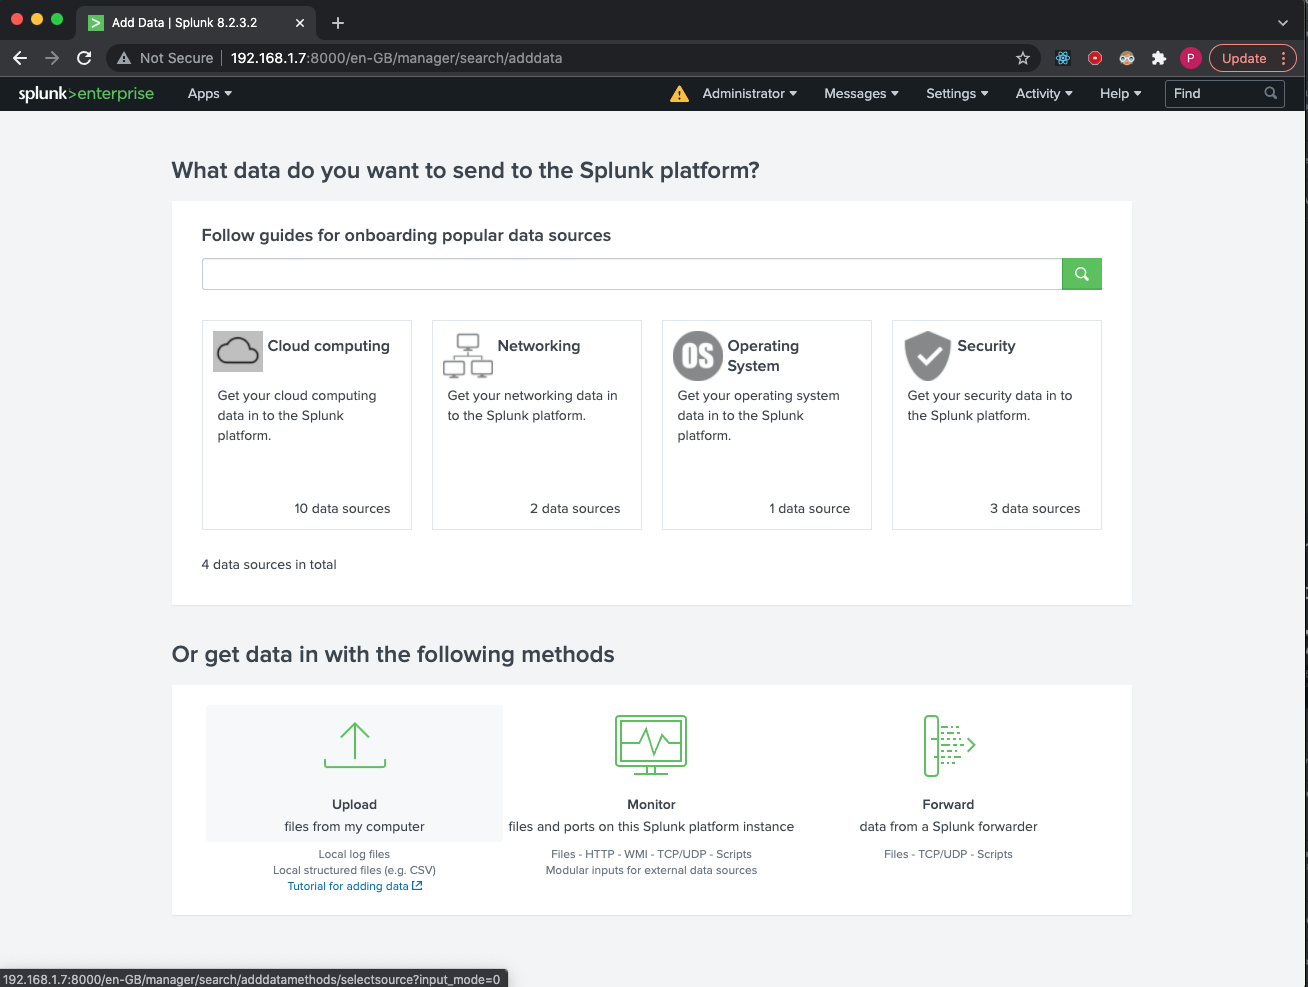 Add Data | Splunk 8.2.3.2
Not Secure 192.168.1.7:8000/en-GB/manager/search/adddata
P
Update
splunk>enterprise
Apps
Administrator
Messages
Settings
Activity
Help
Find
What data do you want to send to the Splunk platform?
Follow guides for onboarding popular data sources
Cloud computing
Get your cloud computing
data in to the Splunk
platform.
10 data sources
Networking
Get your networking data in
to the Splunk platform.
2 data sources
OS
Operating
System
Get your operating system
data in to the Splunk
platform.
1 data source
Security
Get your security data in to
the Splunk platform.
3 data sources
4 data sources in total
Or get data in with the following methods
Upload
files from my computer
Local log files
Local structured files (e.g. CSV)
Tutorial for adding data
Monitor
files and ports on this Splunk platform instance
Files - HTTP - WMI - TCP/UDP - Scripts
Modular inputs for external data sources
Forward
data from a Splunk forwarder
Files - TCP/UDP - Scripts
192.168.1.7:8000/en-GB/manager/search/adddatamethods/selectsource?input_mode=0